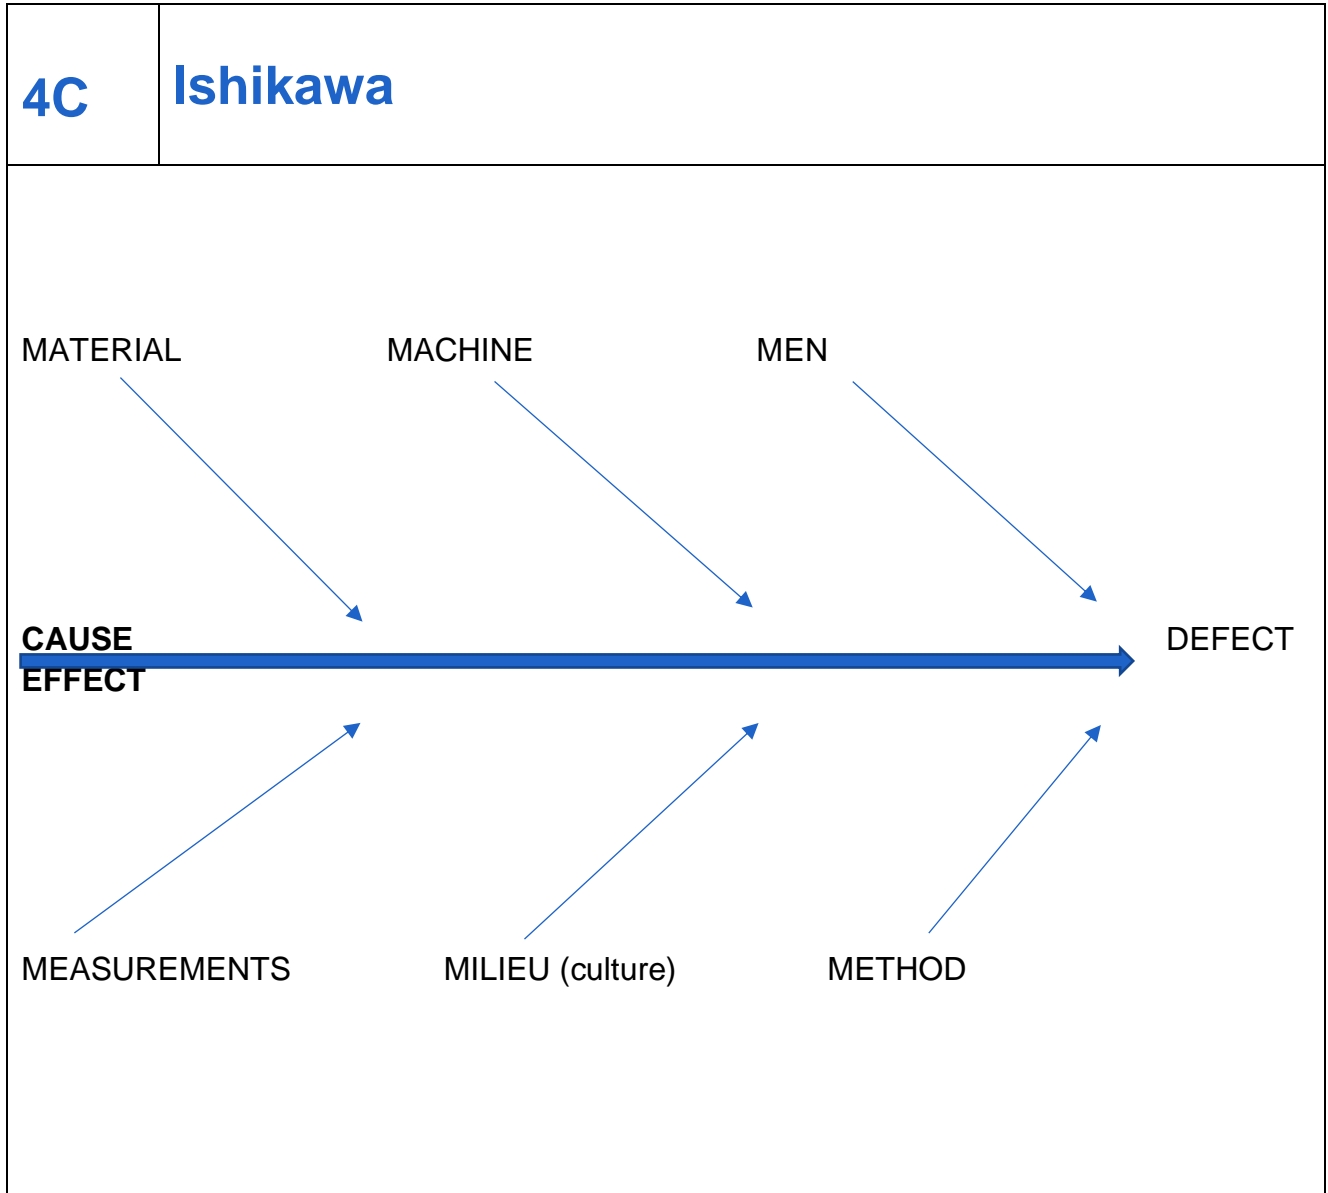 4C
Ishikawa
MATERIAL MACHINE MEN
CAUSE DEFECT
EFFECT
MEASUREMENTS MILIEU (culture) METHOD